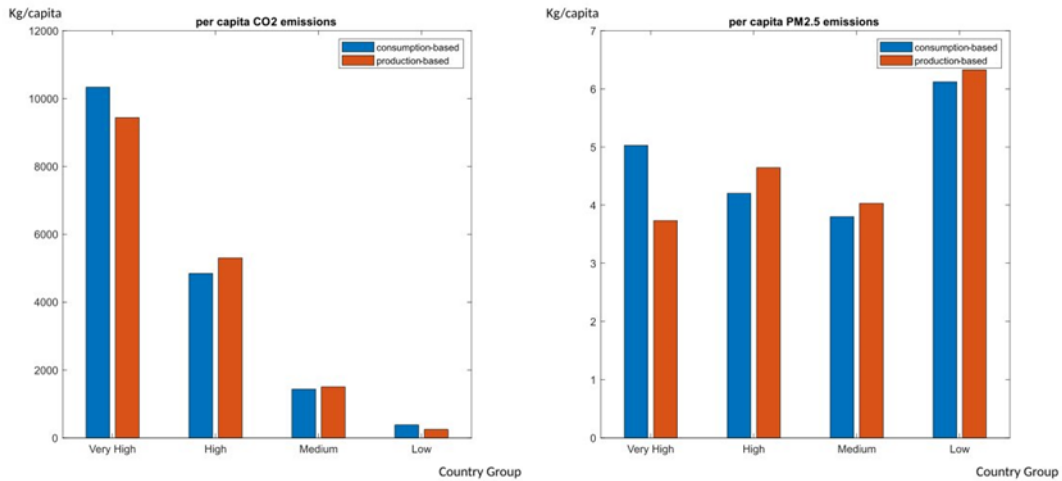 Kg/capita
per capita CO2 emissions
consumption-based
production-based
12000
10000
8000
6000
4000
2000
0
Very High
High
Medium
Low
Country Group
Kg/capita
per capita PM2.5 emissions
consumption-based
production-based
7
6
5
4
3
2
1
0
Very High
High
Medium
Low
Country Group